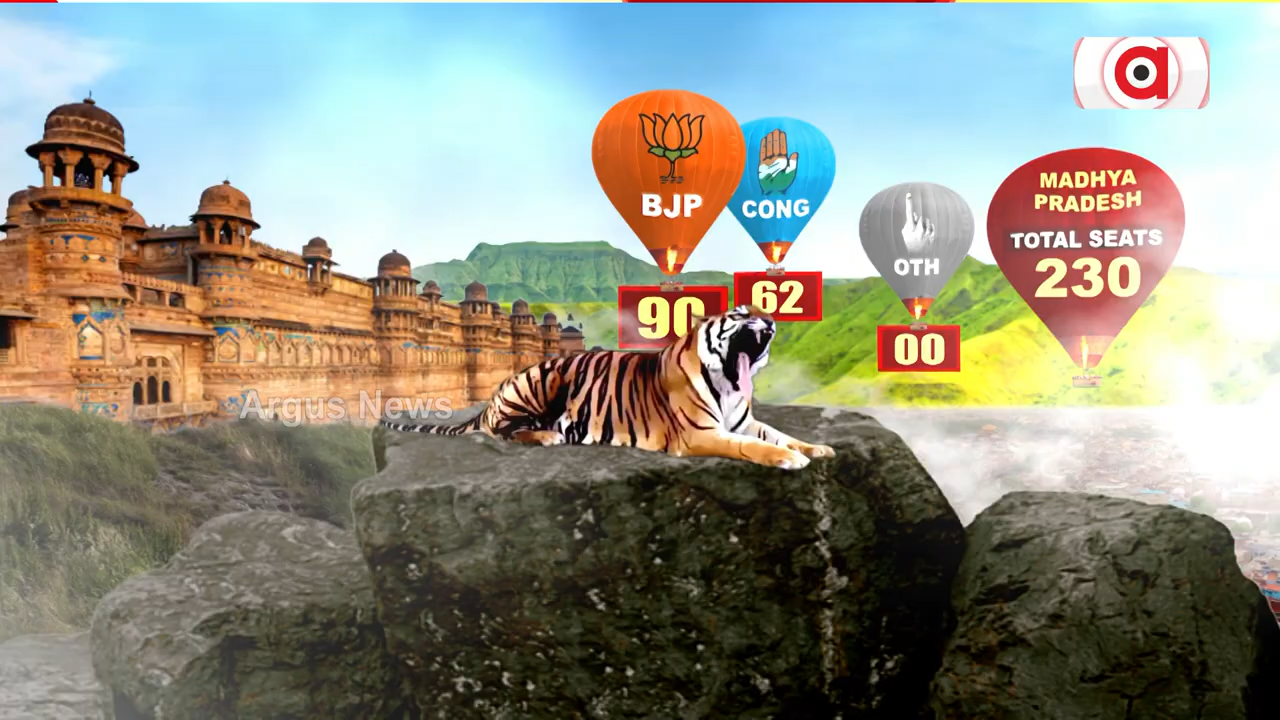 BJP
90
CONG
62
OTH
00
MADHYA
PRADESH
TOTAL SEATS
230
a
Argus News